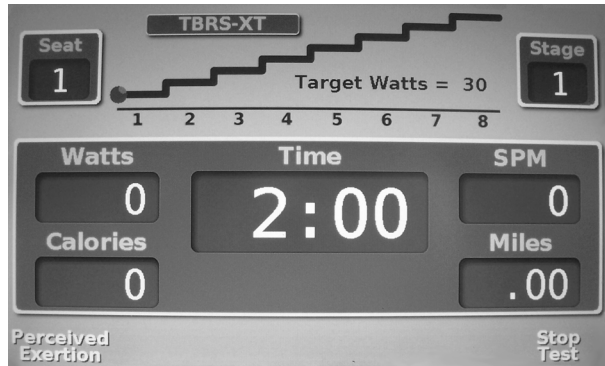 TBRS-XT
Seat
1
Stage
1
Target Watts = 30
1 2 3 4 5 6 7 8
Watts
0
Time
2:00
SPM
0
Calories
0
Miles
.00
Perceived
Exertion
Stop
Test